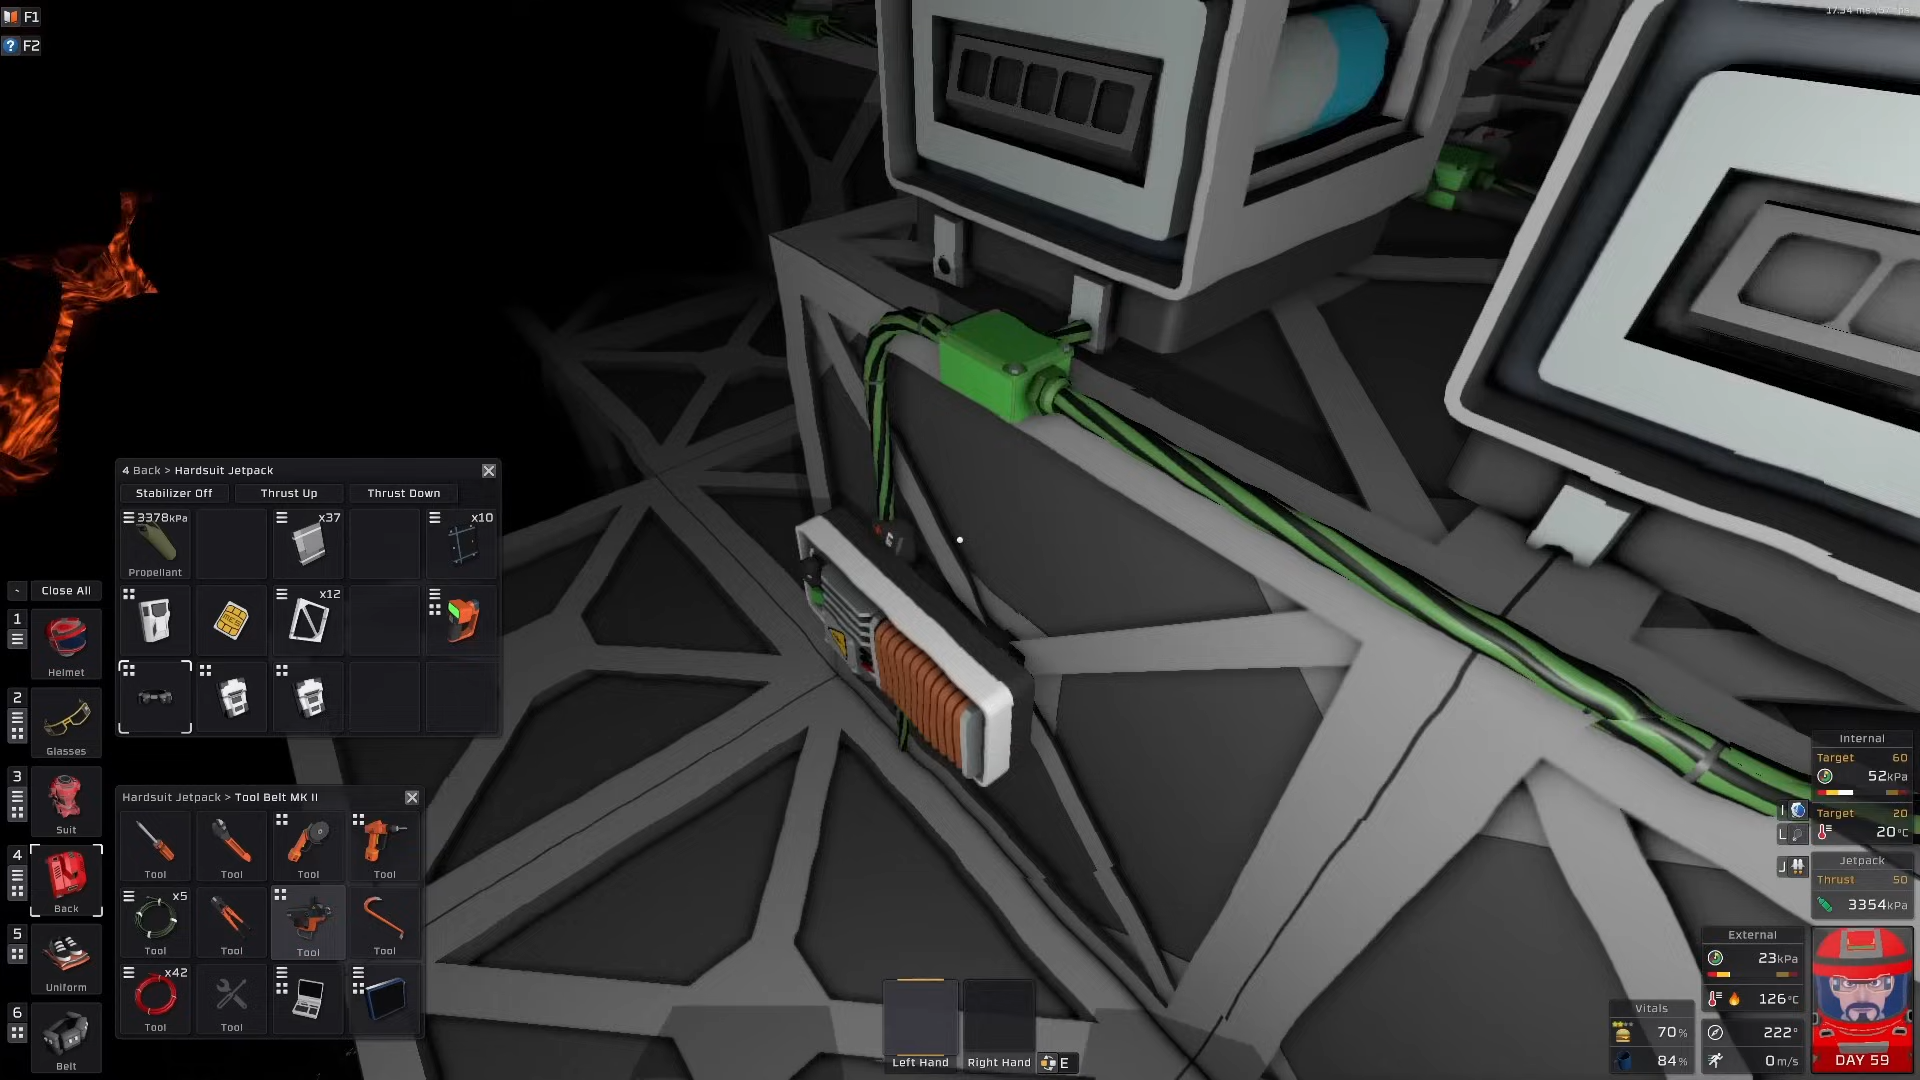 F1
F2
4 Back > Hardsuit Jetpack
Stabilizer Off Thrust Up Thrust Down
3378kPa x37 x10
Propellant
x12
~ Close All
1
Helmet
2
Glasses
3
Suit
4
Back
5
Uniform
6
Belt
Hardsuit Jetpack > Tool Belt MK II
Tool Tool Tool Tool
x5
Tool Tool Tool Tool
x42
Tool Tool
Left Hand Right Hand E
Internal
Target 60
52kPa
I
Target 20
L 20°C
Jetpack
J
Thrust 50
3354kPa
External
23kPa
126°C
Vitals
70% 222°
84% 0m/s
DAY 59